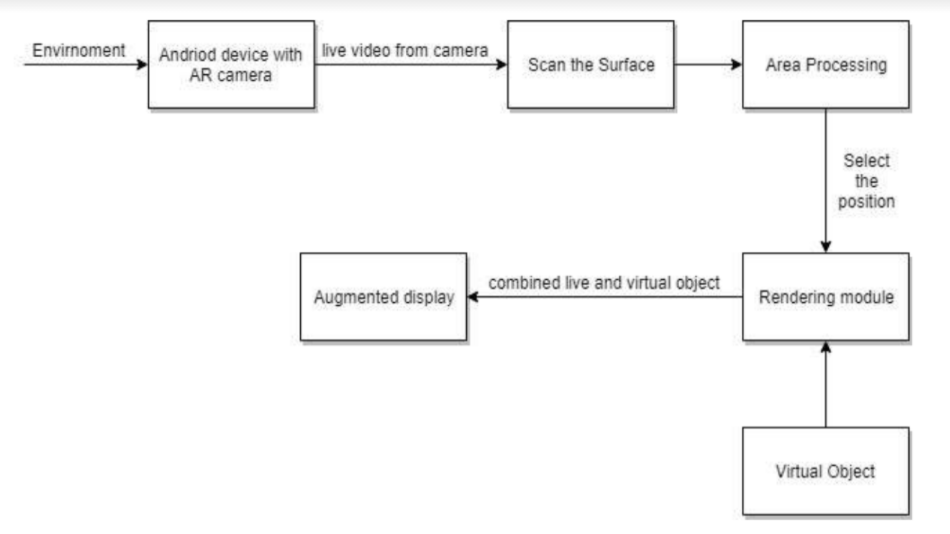 Envirnoment
Andriod device with
AR camera
live video from camera
Scan the Surface
Area Processing
Select
the
position
Rendering module
combined live and virtual object
Augmented display
Virtual Object